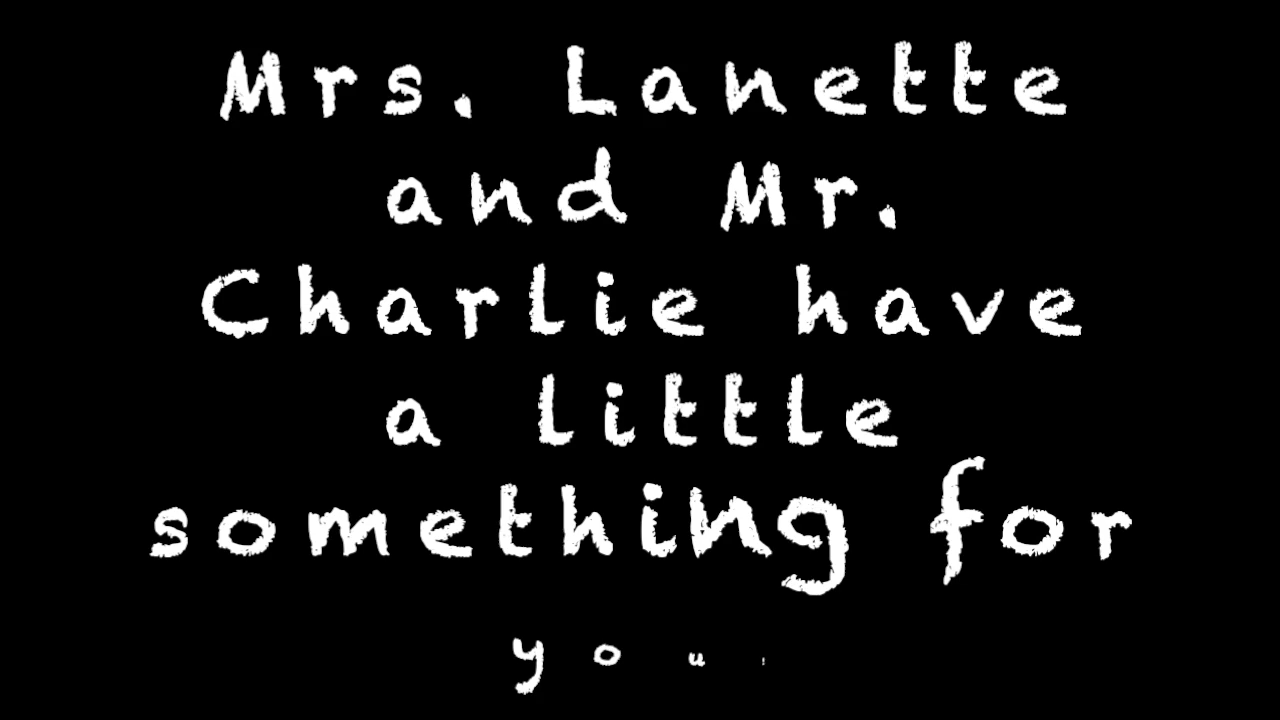 Mrs. Lanette
and Mr.
Charlie have
a little
something for
you!